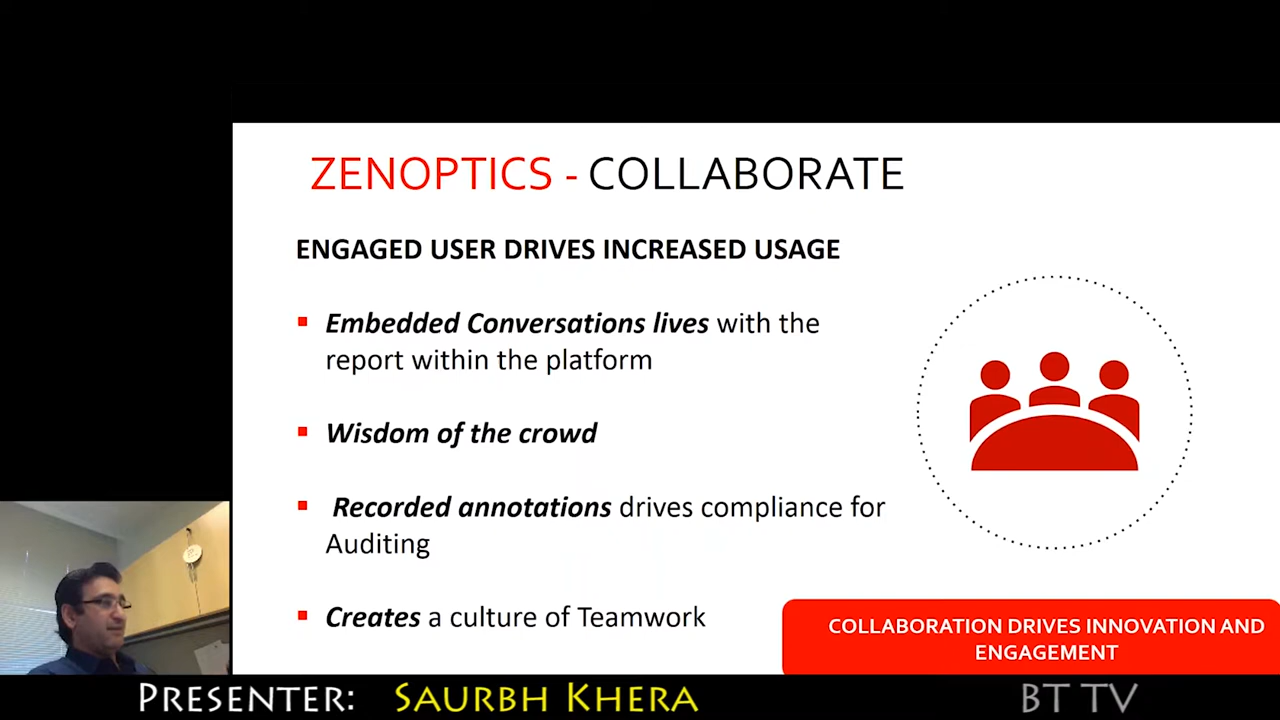 ZENOPTICS - COLLABORATE
ENGAGED USER DRIVES INCREASED USAGE
Embedded Conversations lives with the
report within the platform
Wisdom of the crowd
Recorded annotations drives compliance for
Auditing
Creates a culture of Teamwork
COLLABORATION DRIVES INNOVATION AND
ENGAGEMENT
PRESENTER: SAURBH KHERA
BT TV